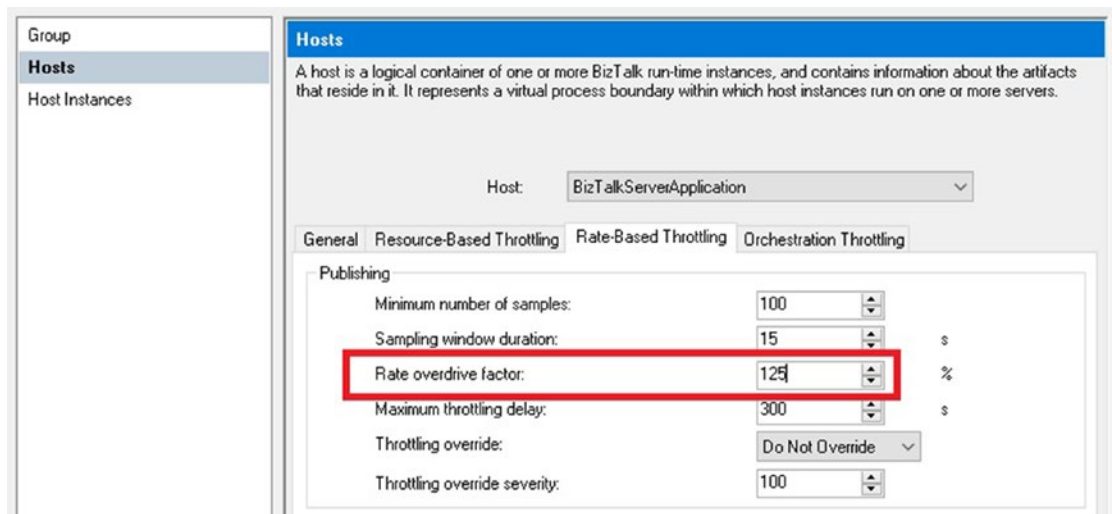 Group
Hosts
Host Instances
Hosts
A host is a logical container of one or more BizTalk run-time instances, and contains information about the artifacts
that reside in it. It represents a virtual process boundary within which host instances run on one or more servers.
Host: BizTalkServerApplication
General Resource-Based Throttling Rate-Based Throttling Orchestration Throttling
Publishing
Minimum number of samples: 100
Sampling window duration: 15 s
Rate overdrive factor: 125 %
Maximum throttling delay: 300 s
Throttling override: Do Not Override
Throttling override severity: 100